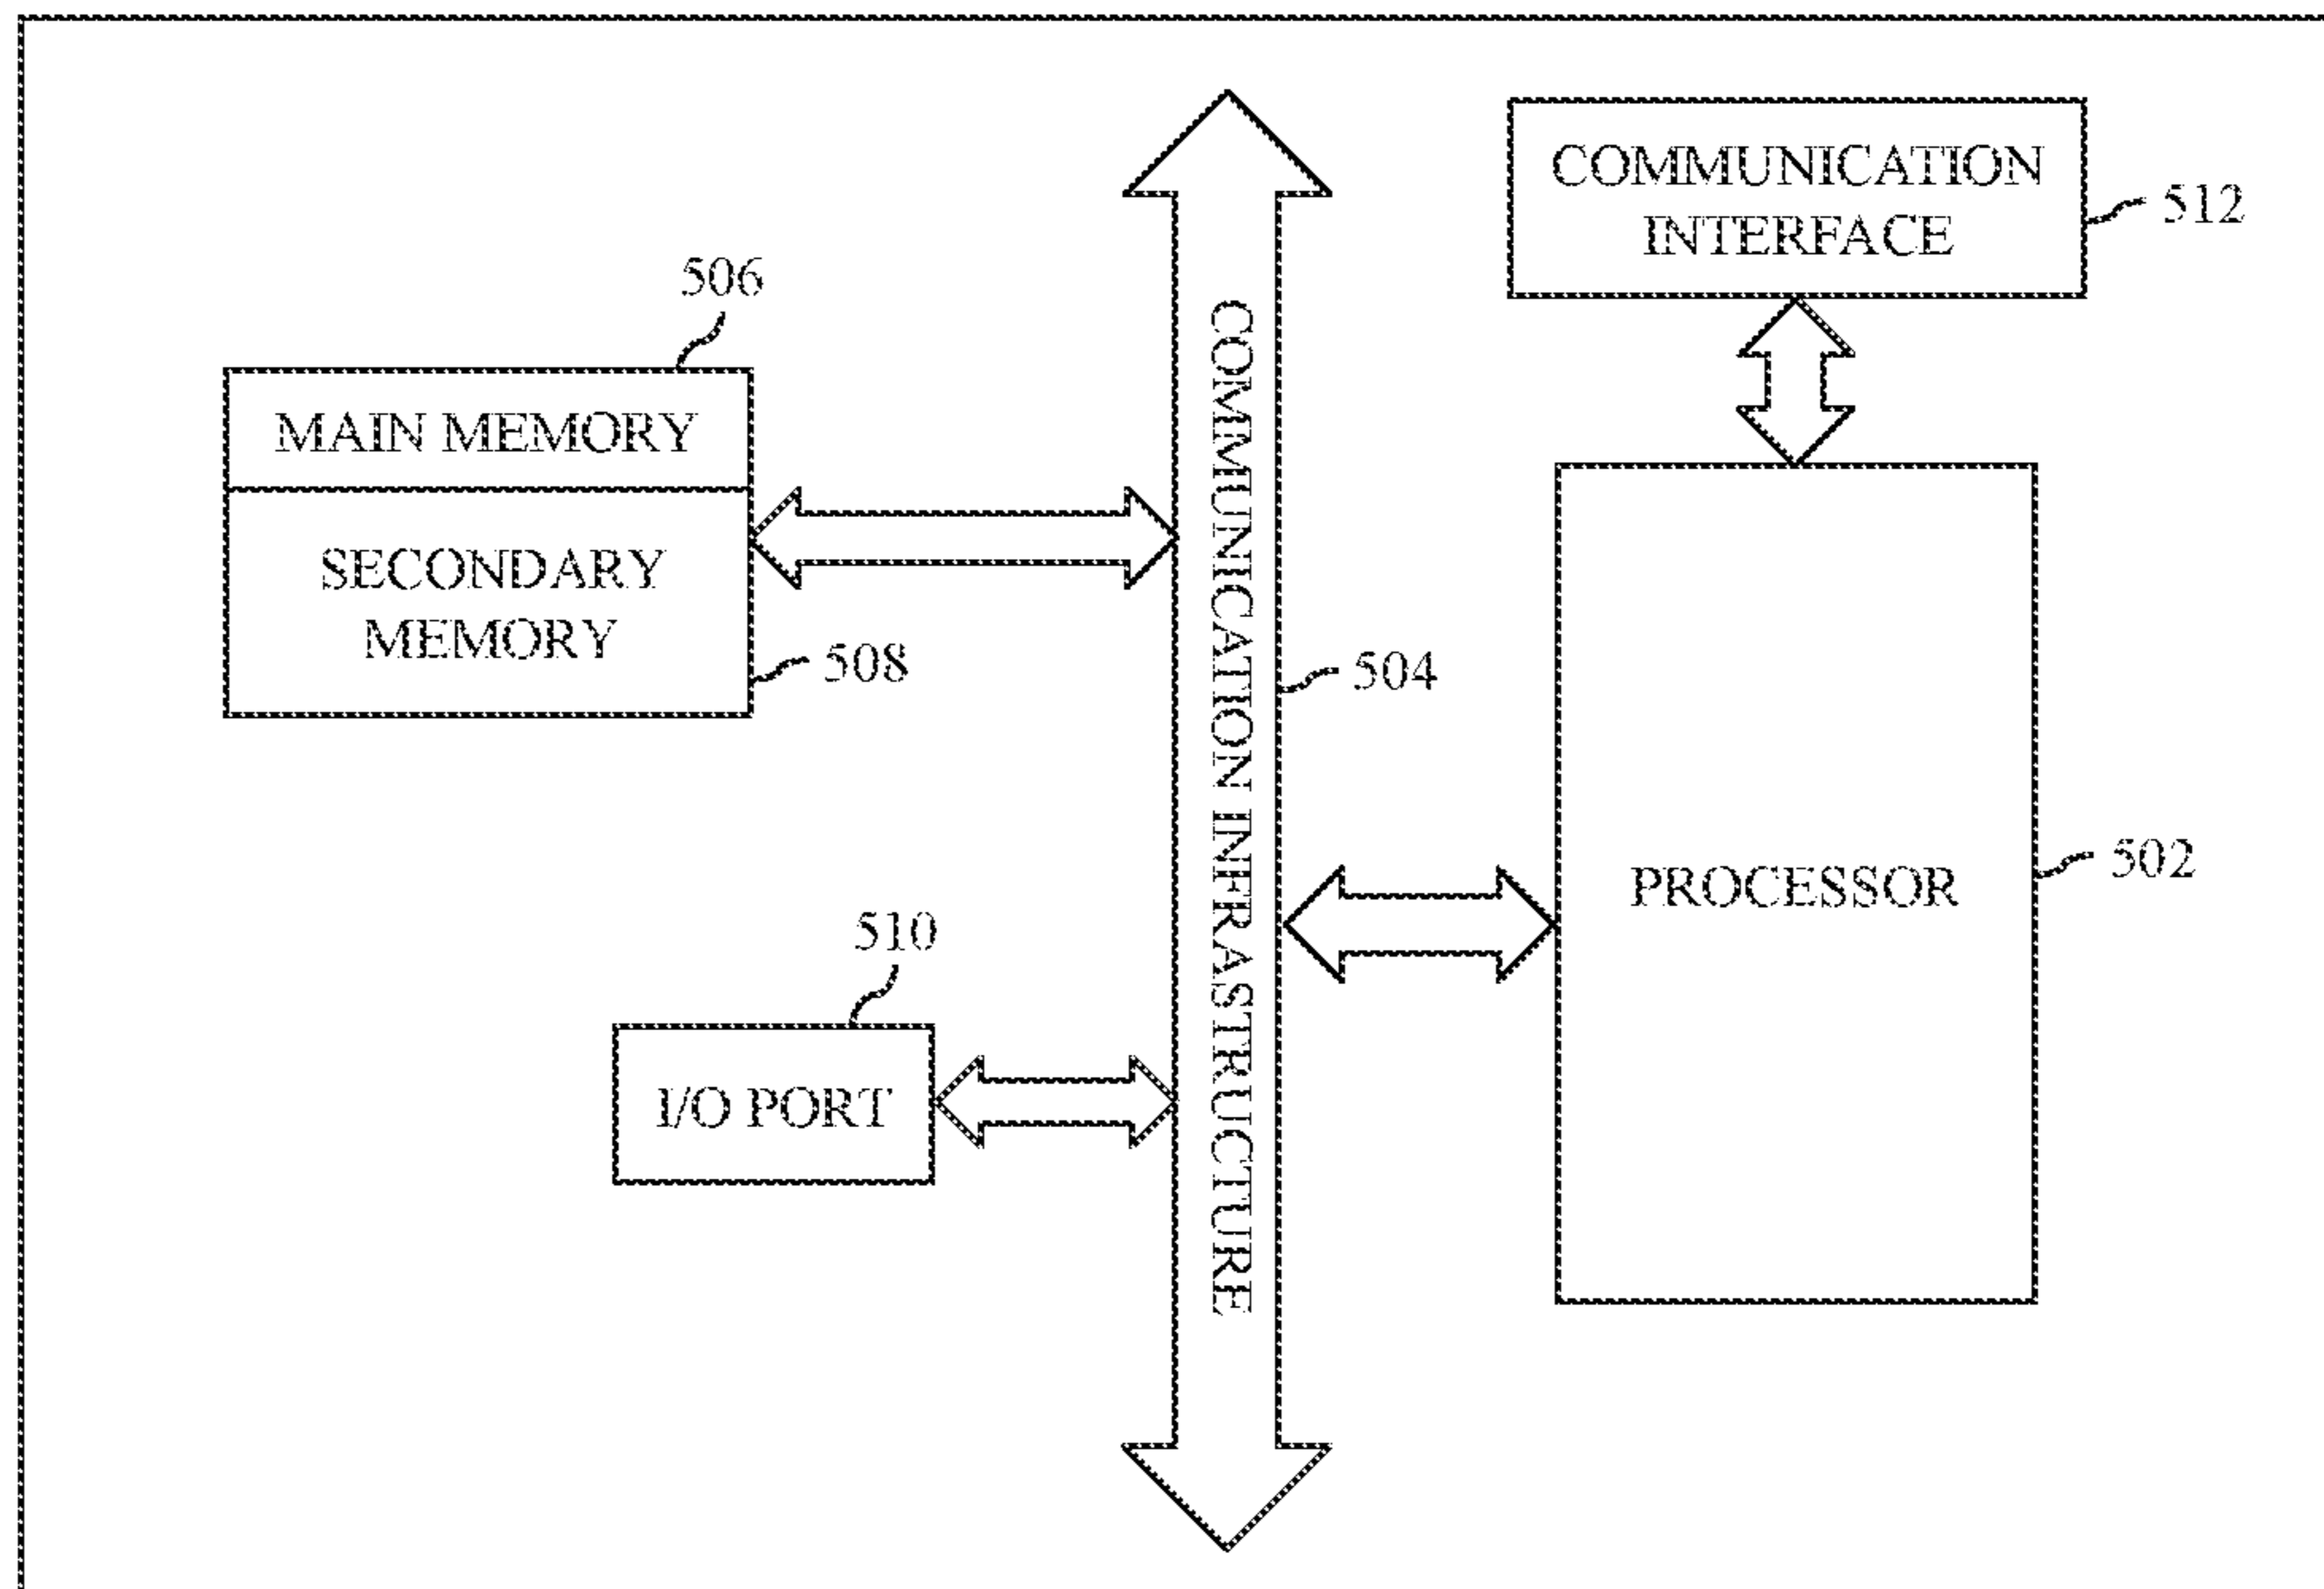 COMMUNICATION
INTERFACE
512
506
MAIN MEMORY
SECONDARY
MEMORY
508
COMMUNICATION INFRASTRUCTURE
504
PROCESSOR
502
510
I/O PORT